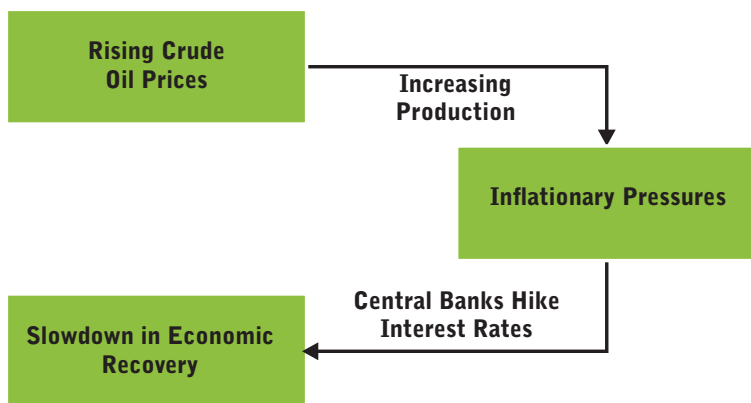 Rising Crude
Oil Prices
Increasing
Production
Inflationary Pressures
Central Banks Hike
Interest Rates
Slowdown in Economic
Recovery